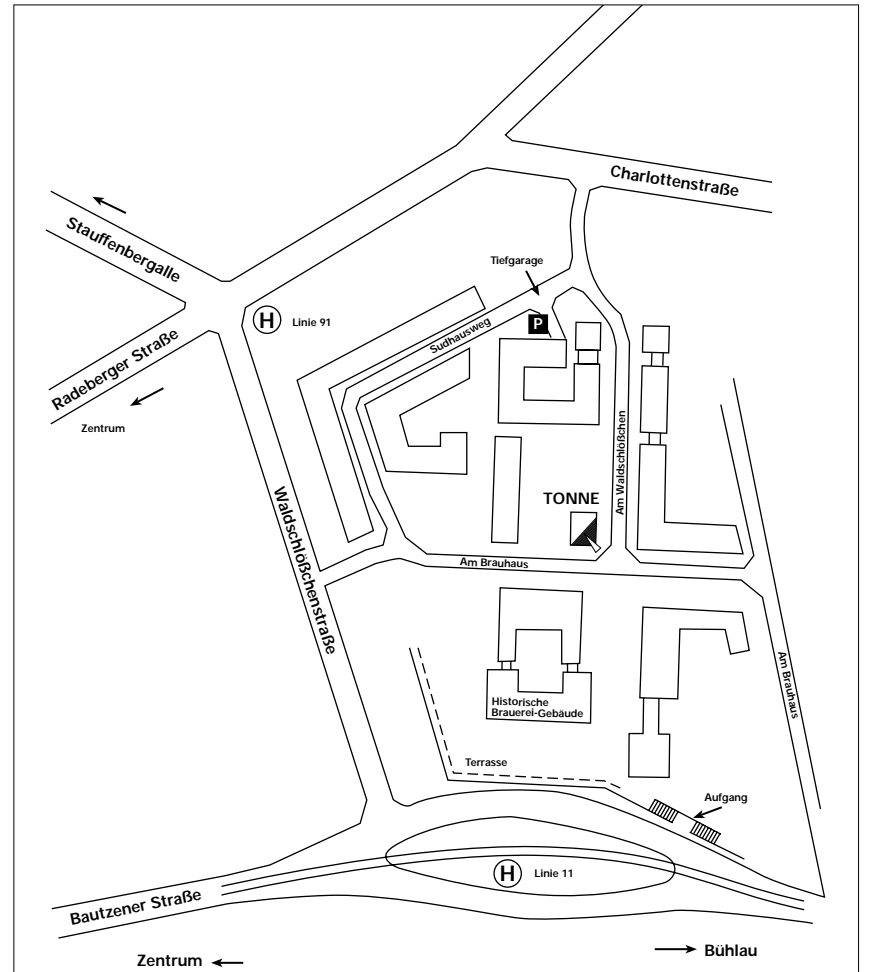 Charlottenstraße
Stauffenbergalle
Tiefgarage
P
H Linie 91
Sudhausweg
Radeberger Straße
Zentrum
Am Waldschlößchen
TONNE
Waldschlößchenstraße
Am Brauhaus
Am Brauhaus
Historische
Brauerei-Gebäude
Terrasse
Aufgang
H Linie 11
Bautzener Straße
Zentrum
Bühlau